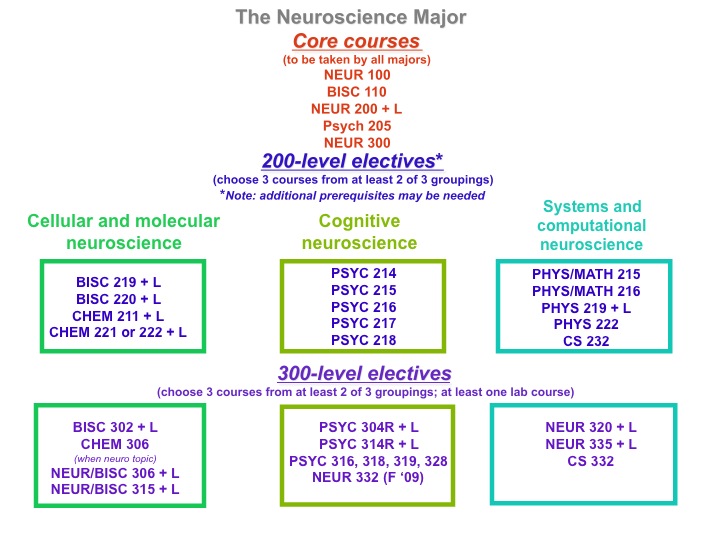 The Neuroscience Major
Core courses
(to be taken by all majors)
NEUR 100
BISC 110
NEUR 200 + L
Psych 205
NEUR 300
200-level electives*
(choose 3 courses from at least 2 of 3 groupings)
*Note: additional prerequisites may be needed
Cellular and molecular
neuroscience
BISC 219 + L
BISC 220 + L
CHEM 211 + L
CHEM 221 or 222 + L
Cognitive
neuroscience
PSYC 214
PSYC 215
PSYC 216
PSYC 217
PSYC 218
Systems and
computational
neuroscience
PHYS/MATH 215
PHYS/MATH 216
PHYS 219 + L
PHYS 222
CS 232
300-level electives
(choose 3 courses from at least 2 of 3 groupings; at least one lab course)
BISC 302 + L
CHEM 306
(when neuro topic)
NEUR/BISC 306 + L
NEUR/BISC 315 + L
PSYC 304R + L
PSYC 314R + L
PSYC 316, 318, 319, 328
NEUR 332 (F ‘09)
NEUR 320 + L
NEUR 335 + L
CS 332